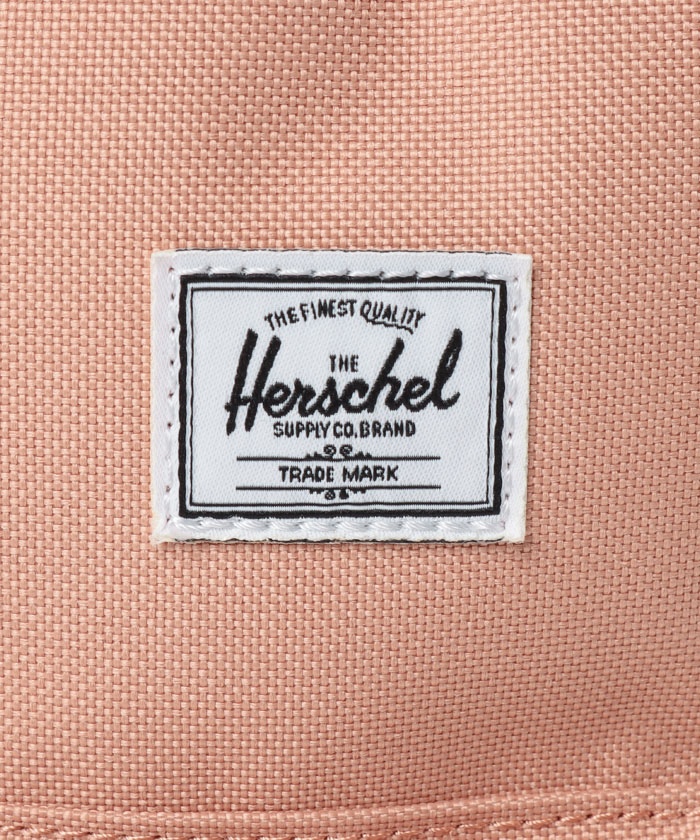 THE FINEST QUALITY
THE
Herschel
SUPPLY CO. BRAND
TRADE MARK